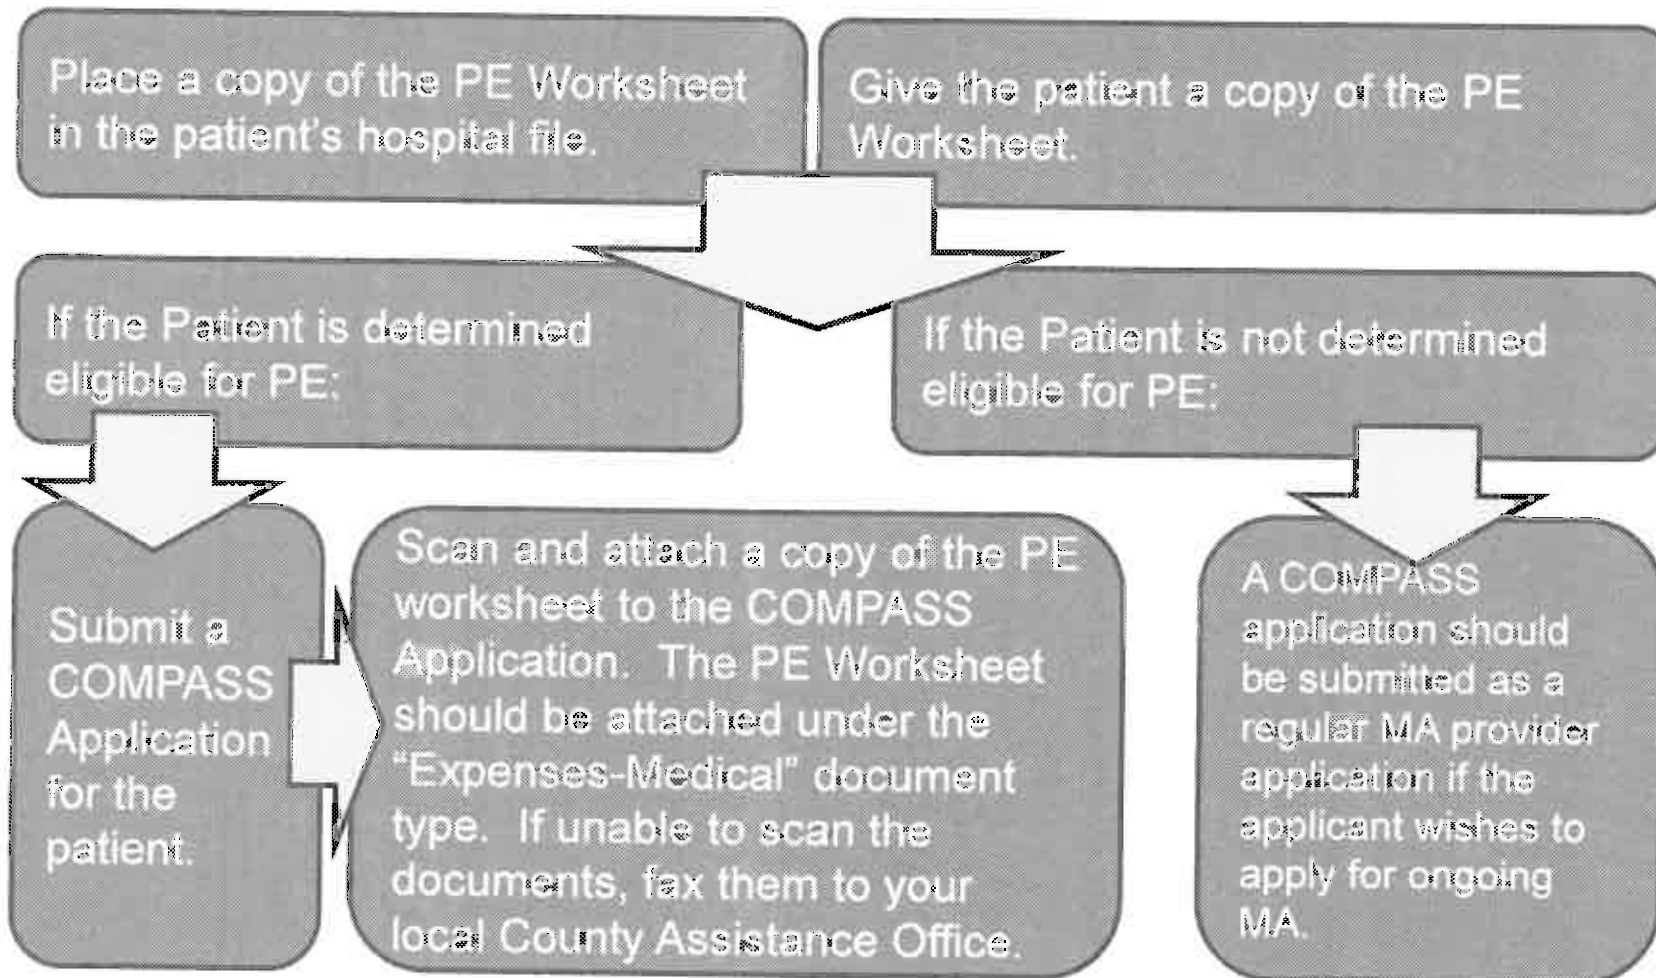 Place a copy of the PE Worksheet
in the patient's hospital file.
Give the patient a copy of the PE
Worksheet.
If the Patient is determined
eligible for PE:
If the Patient is not determined
eligible for PE:
Submit a
COMPASS
Application
for the
patient.
Scan and attach a copy of the PE
worksheet to the COMPASS
Application. The PE Worksheet
should be attached under the
“Expenses-Medical” document
type. If unable to scan the
documents, fax them to your
local County Assistance Office.
A COMPASS
application should
be submitted as a
regular MA provider
application if the
applicant wishes to
apply for ongoing
MA.